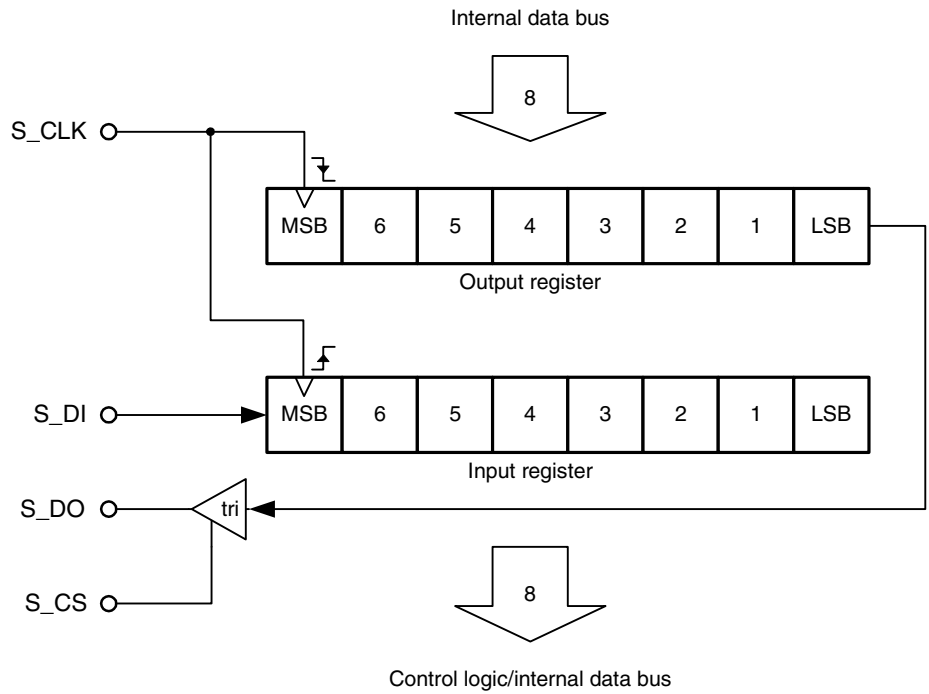 Internal data bus
8
S_CLK
MSB 6 5 4 3 2 1 LSB
Output register
S_DI
MSB 6 5 4 3 2 1 LSB
Input register
S_DO
tri
S_CS
8
Control logic/internal data bus